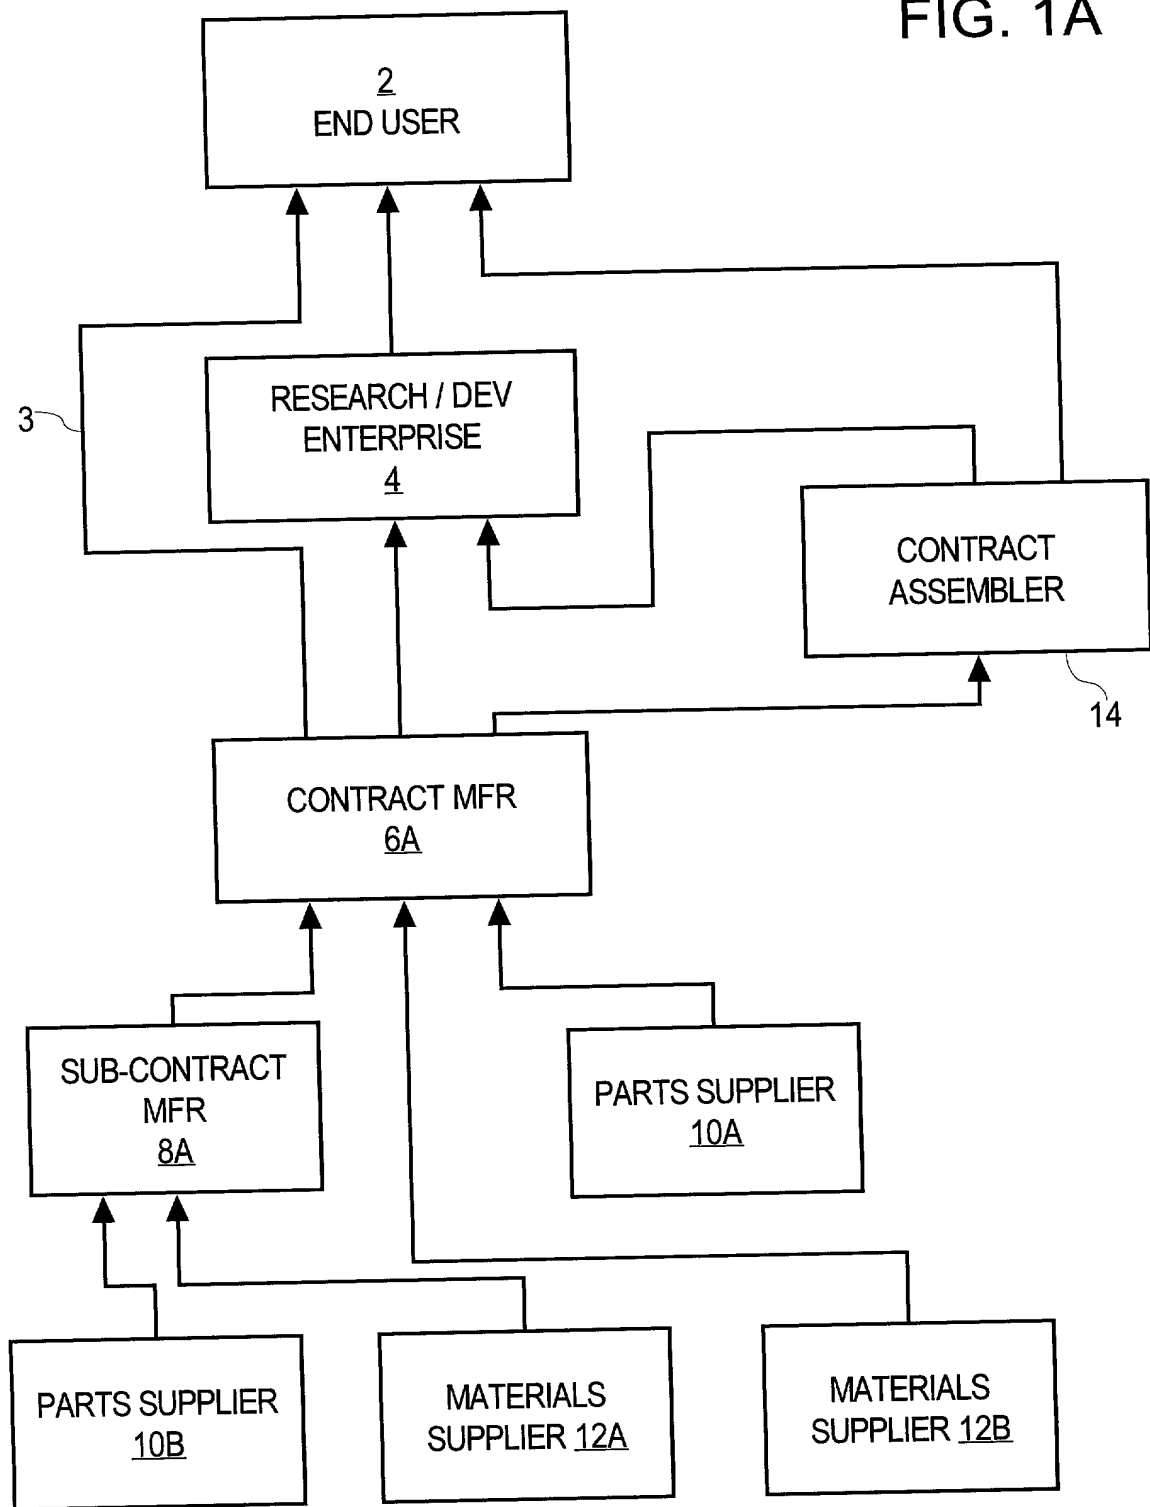 FIG. 1A
2
END USER
3
RESEARCH / DEV
ENTERPRISE
4
CONTRACT
ASSEMBLER
14
CONTRACT MFR
6A
SUB-CONTRACT
MFR
8A
PARTS SUPPLIER
10A
PARTS SUPPLIER
10B
MATERIALS
SUPPLIER 12A
MATERIALS
SUPPLIER 12B